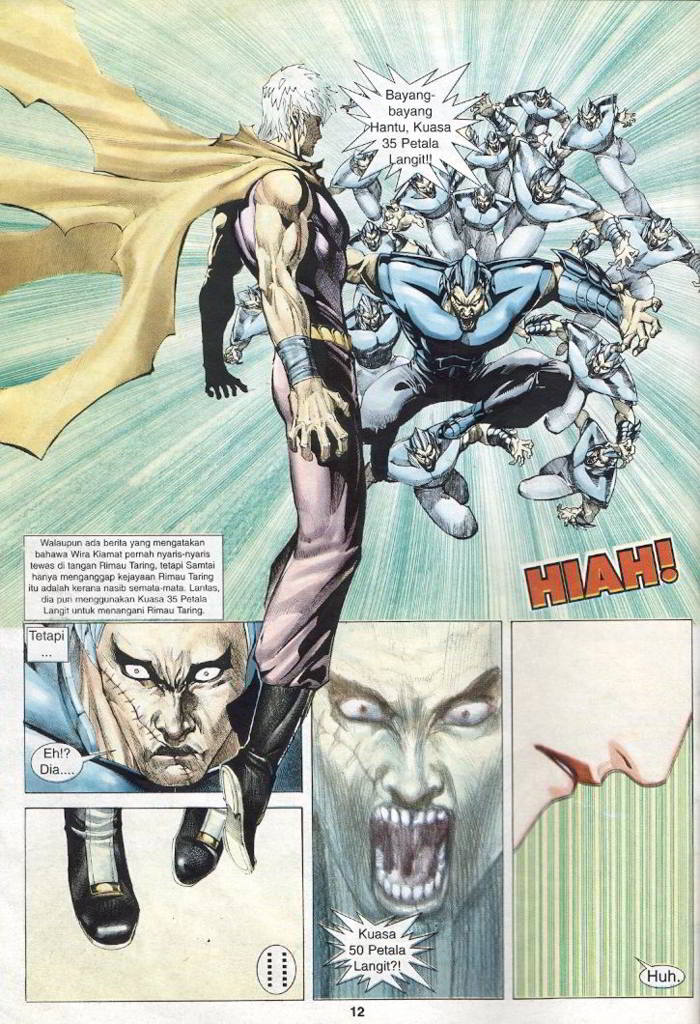 Bayang-
bayang
Hantu, Kuasa
35 Petala
Langit!!
Walaupun ada berita yang mengatakan
bahawa Wira Kiamat pernah nyaris-nyaris
tewas di tangan Rimau Taring, tetapi Samtai
hanya menganggap kejayaan Rimau Taring
itu adalah kerana nasib semata-mata. Lantas,
dia pun menggunakan Kuasa 35 Petala
Langit untuk menangani Rimau Taring.
HIAH!
Tetapi
...
Eh!?
Dia....
Kuasa
50 Petala
Langit?!
Huh.
12